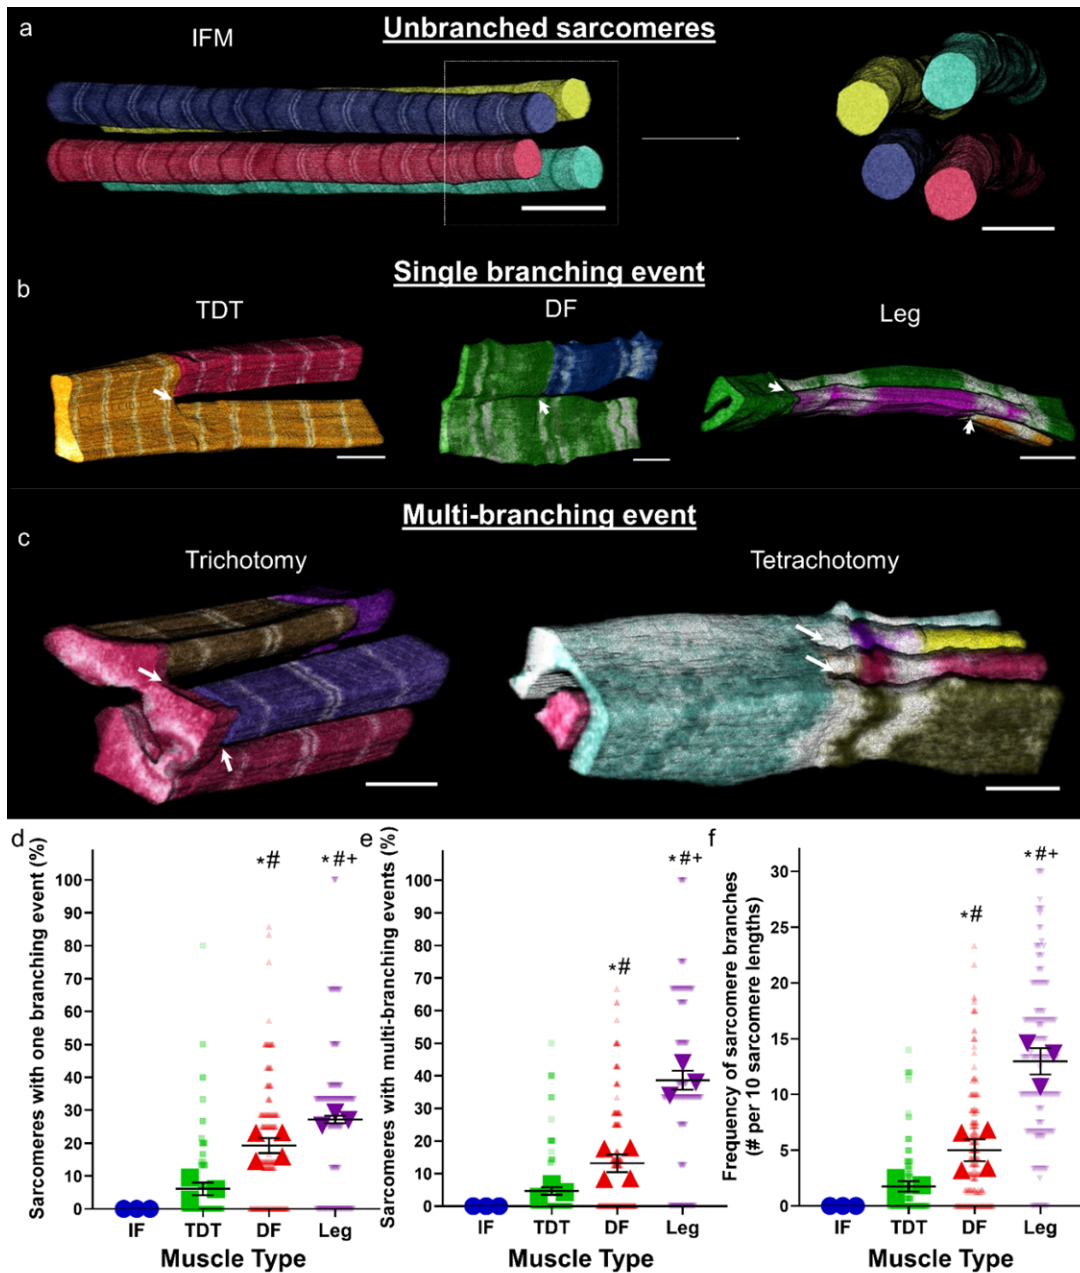 a
Unbranched sarcomeres
IFM
b
Single branching event
TDT
DF
Leg
c
Multi-branching event
Trichotomy
Tetrachotomy
d
Sarcomeres with one branching event (%)
100
90
80
70
60
50
40
30
20
10
0
*#
*#+
IF
TDT
DF
Leg
Muscle Type
e
Sarcomeres with multi-branching events (%)
100
90
80
70
60
50
40
30
20
10
0
*#
*#+
IF
TDT
DF
Leg
Muscle Type
f
Frequency of sarcomere branches
(# per 10 sarcomere lengths)
30
25
20
15
10
5
0
*#
*#+
IF
TDT
DF
Leg
Muscle Type